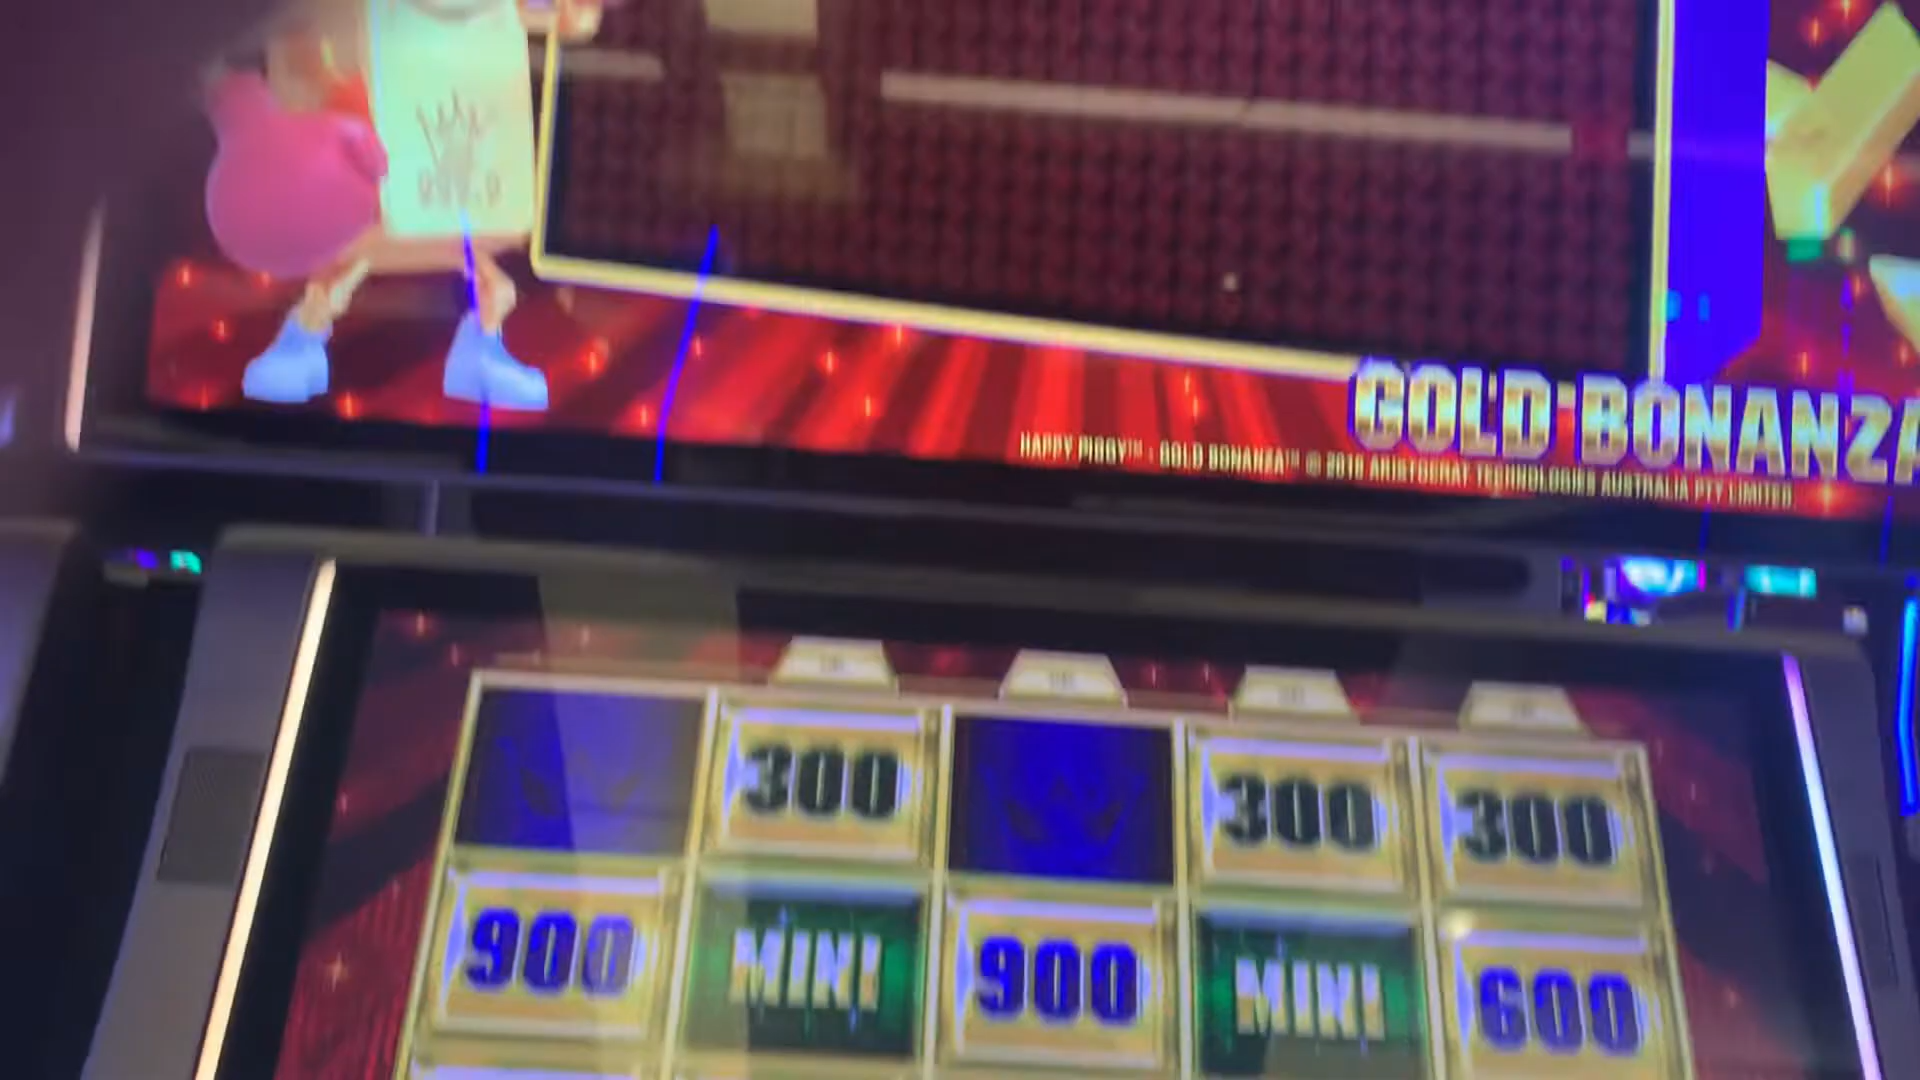 GOLD BONANZA
HAPPY PIGGY™ - GOLD BONANZA™ © 2018 ARISTOCRAT TECHNOLOGIES AUSTRALIA PTY LIMITED
300 300 300
900 MINI 900 MINI 600